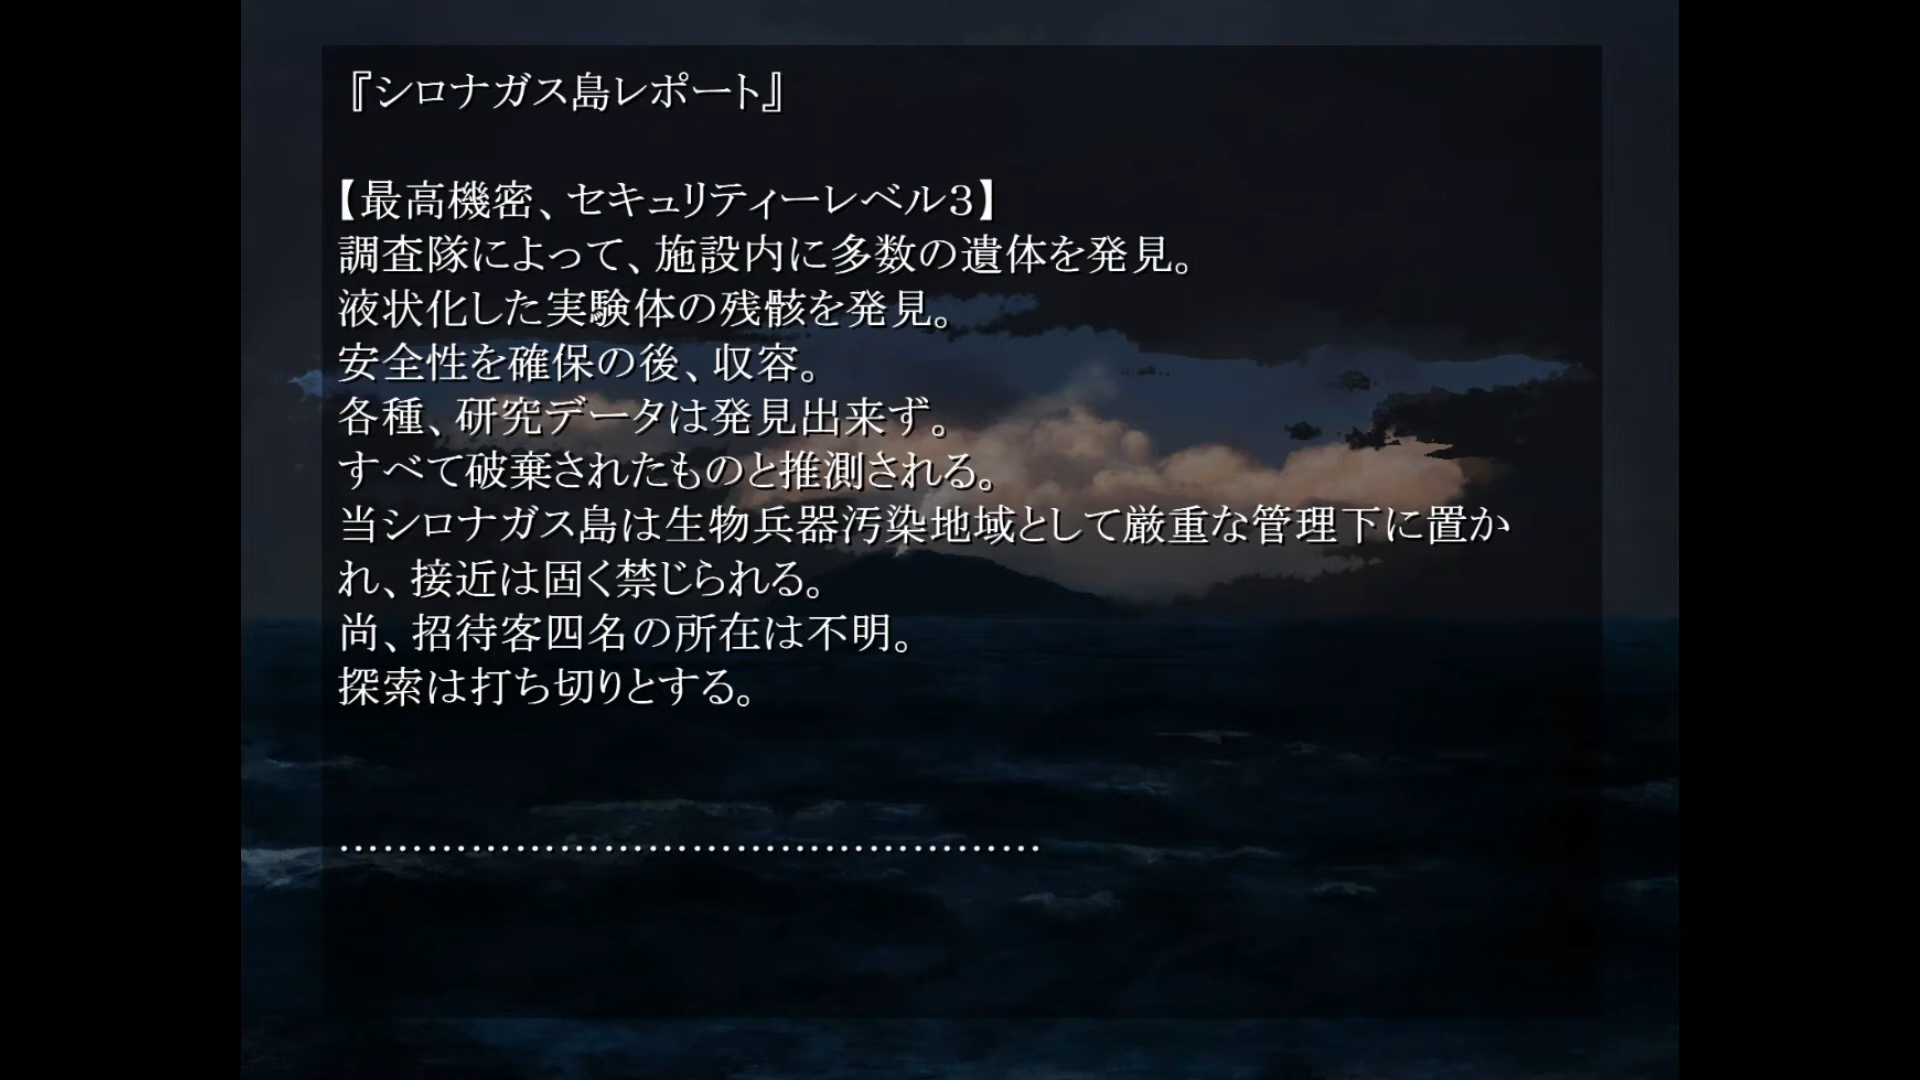 『シロナガス島レポート』
【最高機密、セキュリティーレベル３】
調査隊によって、施設内に多数の遺体を発見。
液状化した実験体の残骸を発見。
安全性を確保の後、収容。
各種、研究データは発見出来ず。
すべて破棄されたものと推測される。
当シロナガス島は生物兵器汚染地域として厳重な管理下に置か
れ、接近は固く禁じられる。
尚、招待客四名の所在は不明。
探索は打ち切りとする。
………………………………………………